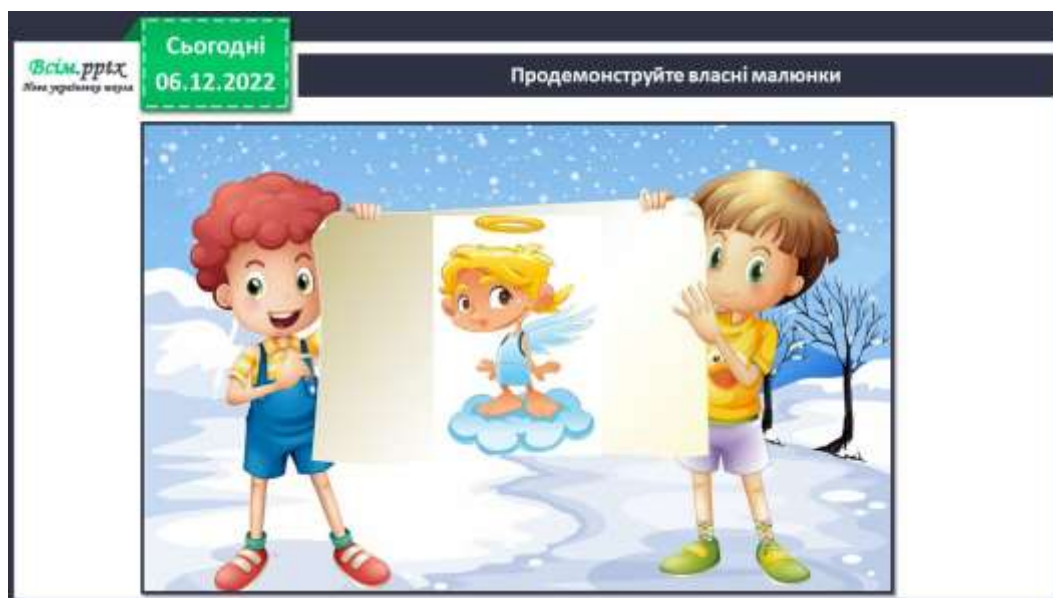 Всім.pptx
Нова українська школа
Сьогодні
06.12.2022
Продемонструйте власні малюнки